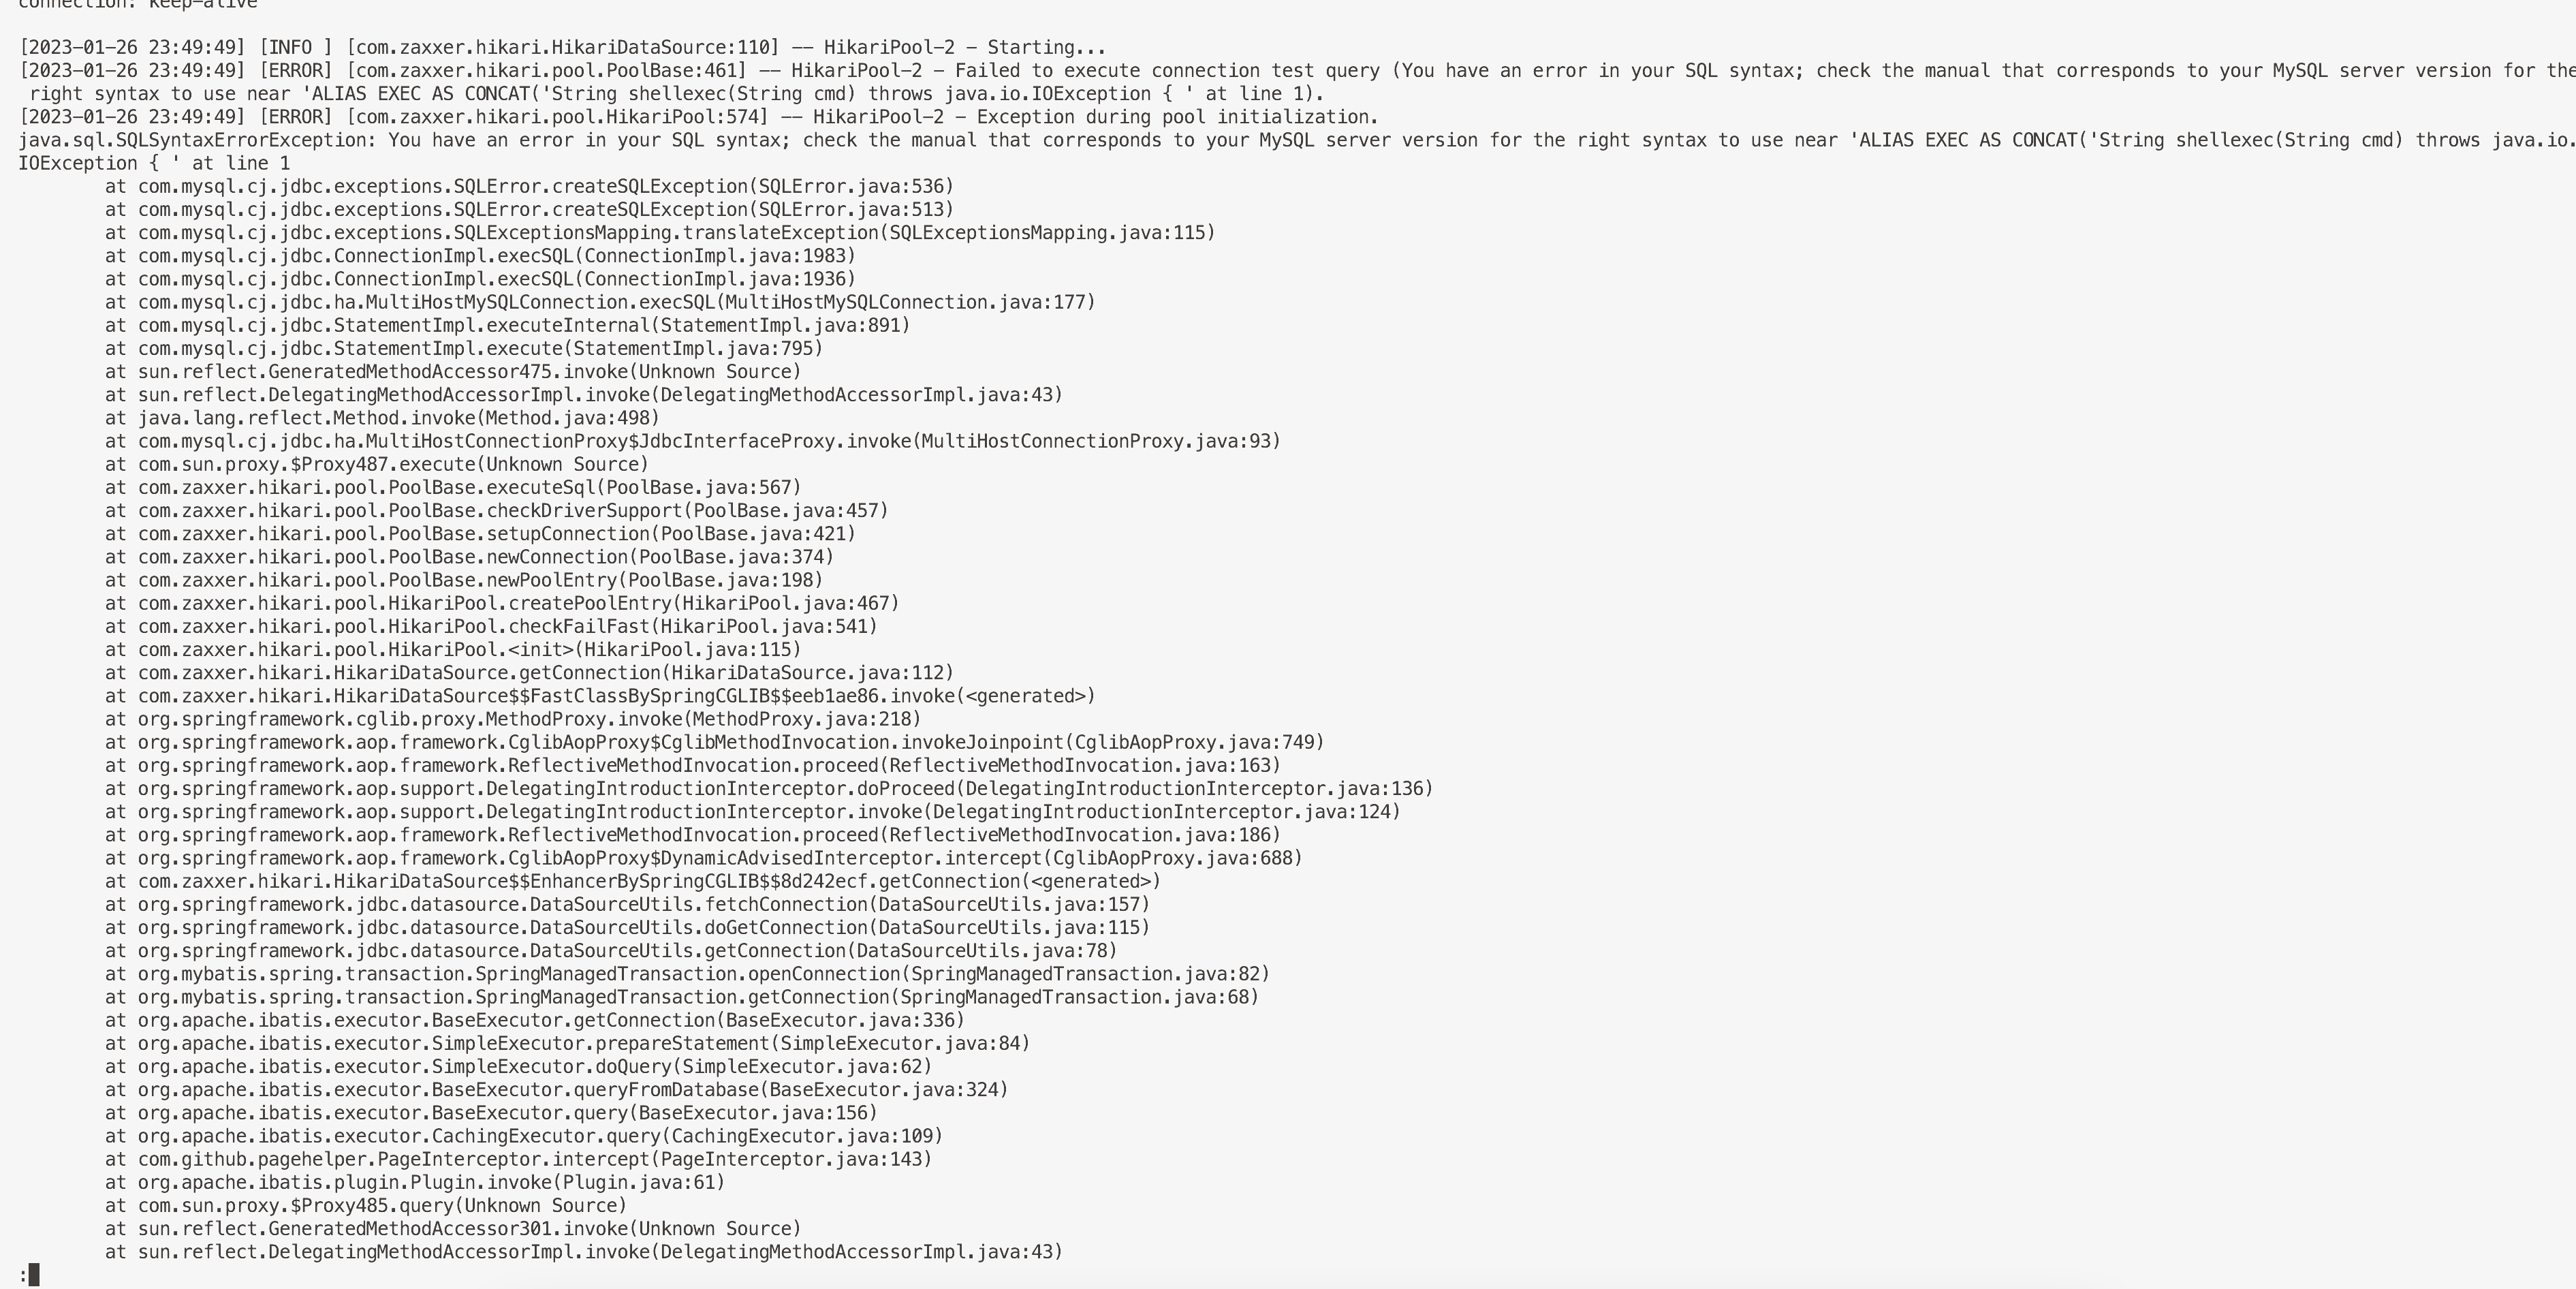 connection: keep-alive
[2023-01-26 23:49:49] [INFO ] [com.zaxxer.hikari.HikariDataSource:110] -- HikariPool-2 - Starting...
[2023-01-26 23:49:49] [ERROR] [com.zaxxer.hikari.pool.PoolBase:461] -- HikariPool-2 - Failed to execute connection test query (You have an error in your SQL syntax; check the manual that corresponds to your MySQL server version for the
 right syntax to use near 'ALIAS EXEC AS CONCAT('String shellexec(String cmd) throws java.io.IOException { ' at line 1).
[2023-01-26 23:49:49] [ERROR] [com.zaxxer.hikari.pool.HikariPool:574] -- HikariPool-2 - Exception during pool initialization.
java.sql.SQLSyntaxErrorException: You have an error in your SQL syntax; check the manual that corresponds to your MySQL server version for the right syntax to use near 'ALIAS EXEC AS CONCAT('String shellexec(String cmd) throws java.io.
IOException { ' at line 1
at com.mysql.cj.jdbc.exceptions.SQLError.createSQLException(SQLError.java:536)
at com.mysql.cj.jdbc.exceptions.SQLError.createSQLException(SQLError.java:513)
at com.mysql.cj.jdbc.exceptions.SQLExceptionsMapping.translateException(SQLExceptionsMapping.java:115)
at com.mysql.cj.jdbc.ConnectionImpl.execSQL(ConnectionImpl.java:1983)
at com.mysql.cj.jdbc.ConnectionImpl.execSQL(ConnectionImpl.java:1936)
at com.mysql.cj.jdbc.ha.MultiHostMySQLConnection.execSQL(MultiHostMySQLConnection.java:177)
at com.mysql.cj.jdbc.StatementImpl.executeInternal(StatementImpl.java:891)
at com.mysql.cj.jdbc.StatementImpl.execute(StatementImpl.java:795)
at sun.reflect.GeneratedMethodAccessor475.invoke(Unknown Source)
at sun.reflect.DelegatingMethodAccessorImpl.invoke(DelegatingMethodAccessorImpl.java:43)
at java.lang.reflect.Method.invoke(Method.java:498)
at com.mysql.cj.jdbc.ha.MultiHostConnectionProxy$JdbcInterfaceProxy.invoke(MultiHostConnectionProxy.java:93)
at com.sun.proxy.$Proxy487.execute(Unknown Source)
at com.zaxxer.hikari.pool.PoolBase.executeSql(PoolBase.java:567)
at com.zaxxer.hikari.pool.PoolBase.checkDriverSupport(PoolBase.java:457)
at com.zaxxer.hikari.pool.PoolBase.setupConnection(PoolBase.java:421)
at com.zaxxer.hikari.pool.PoolBase.newConnection(PoolBase.java:374)
at com.zaxxer.hikari.pool.PoolBase.newPoolEntry(PoolBase.java:198)
at com.zaxxer.hikari.pool.HikariPool.createPoolEntry(HikariPool.java:467)
at com.zaxxer.hikari.pool.HikariPool.checkFailFast(HikariPool.java:541)
at com.zaxxer.hikari.pool.HikariPool.<init>(HikariPool.java:115)
at com.zaxxer.hikari.HikariDataSource.getConnection(HikariDataSource.java:112)
at com.zaxxer.hikari.HikariDataSource$$FastClassBySpringCGLIB$$eeb1ae86.invoke(<generated>)
at org.springframework.cglib.proxy.MethodProxy.invoke(MethodProxy.java:218)
at org.springframework.aop.framework.CglibAopProxy$CglibMethodInvocation.invokeJoinpoint(CglibAopProxy.java:749)
at org.springframework.aop.framework.ReflectiveMethodInvocation.proceed(ReflectiveMethodInvocation.java:163)
at org.springframework.aop.support.DelegatingIntroductionInterceptor.doProceed(DelegatingIntroductionInterceptor.java:136)
at org.springframework.aop.support.DelegatingIntroductionInterceptor.invoke(DelegatingIntroductionInterceptor.java:124)
at org.springframework.aop.framework.ReflectiveMethodInvocation.proceed(ReflectiveMethodInvocation.java:186)
at org.springframework.aop.framework.CglibAopProxy$DynamicAdvisedInterceptor.intercept(CglibAopProxy.java:688)
at com.zaxxer.hikari.HikariDataSource$$EnhancerBySpringCGLIB$$8d242ecf.getConnection(<generated>)
at org.springframework.jdbc.datasource.DataSourceUtils.fetchConnection(DataSourceUtils.java:157)
at org.springframework.jdbc.datasource.DataSourceUtils.doGetConnection(DataSourceUtils.java:115)
at org.springframework.jdbc.datasource.DataSourceUtils.getConnection(DataSourceUtils.java:78)
at org.mybatis.spring.transaction.SpringManagedTransaction.openConnection(SpringManagedTransaction.java:82)
at org.mybatis.spring.transaction.SpringManagedTransaction.getConnection(SpringManagedTransaction.java:68)
at org.apache.ibatis.executor.BaseExecutor.getConnection(BaseExecutor.java:336)
at org.apache.ibatis.executor.SimpleExecutor.prepareStatement(SimpleExecutor.java:84)
at org.apache.ibatis.executor.SimpleExecutor.doQuery(SimpleExecutor.java:62)
at org.apache.ibatis.executor.BaseExecutor.queryFromDatabase(BaseExecutor.java:324)
at org.apache.ibatis.executor.BaseExecutor.query(BaseExecutor.java:156)
at org.apache.ibatis.executor.CachingExecutor.query(CachingExecutor.java:109)
at com.github.pagehelper.PageInterceptor.intercept(PageInterceptor.java:143)
at org.apache.ibatis.plugin.Plugin.invoke(Plugin.java:61)
at com.sun.proxy.$Proxy485.query(Unknown Source)
at sun.reflect.GeneratedMethodAccessor301.invoke(Unknown Source)
at sun.reflect.DelegatingMethodAccessorImpl.invoke(DelegatingMethodAccessorImpl.java:43)
: